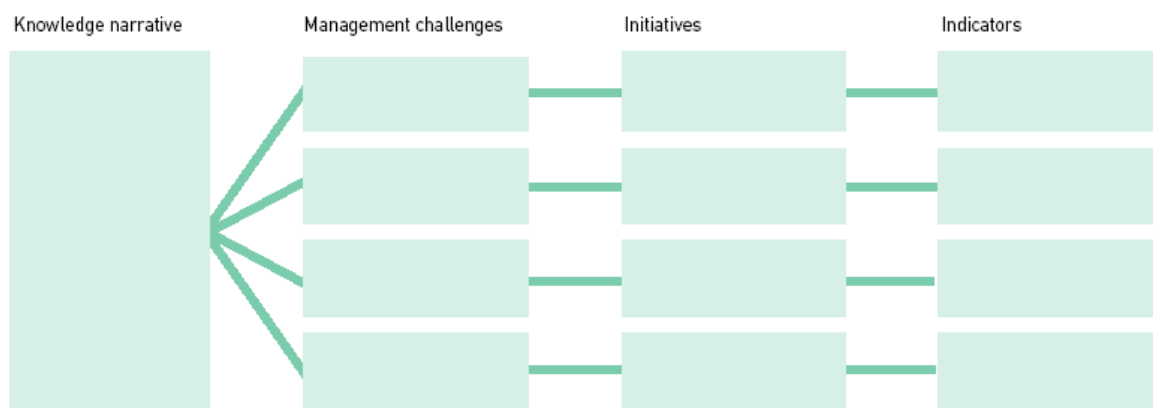 Knowledge narrative
Management challenges
Initiatives
Indicators